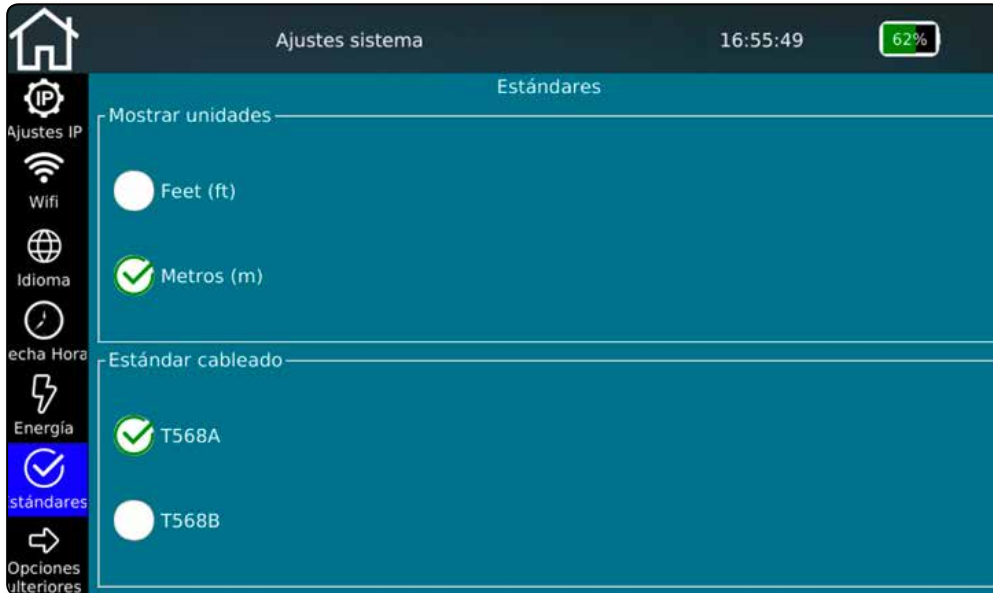 Ajustes sistema
16:55:49
62%
IP
Ajustes IP
Wifi
Idioma
echa Hora
Energía
stándares
Opciones
ulteriores
Estándares
Mostrar unidades
Feet (ft)
Metros (m)
Estándar cableado
T568A
T568B